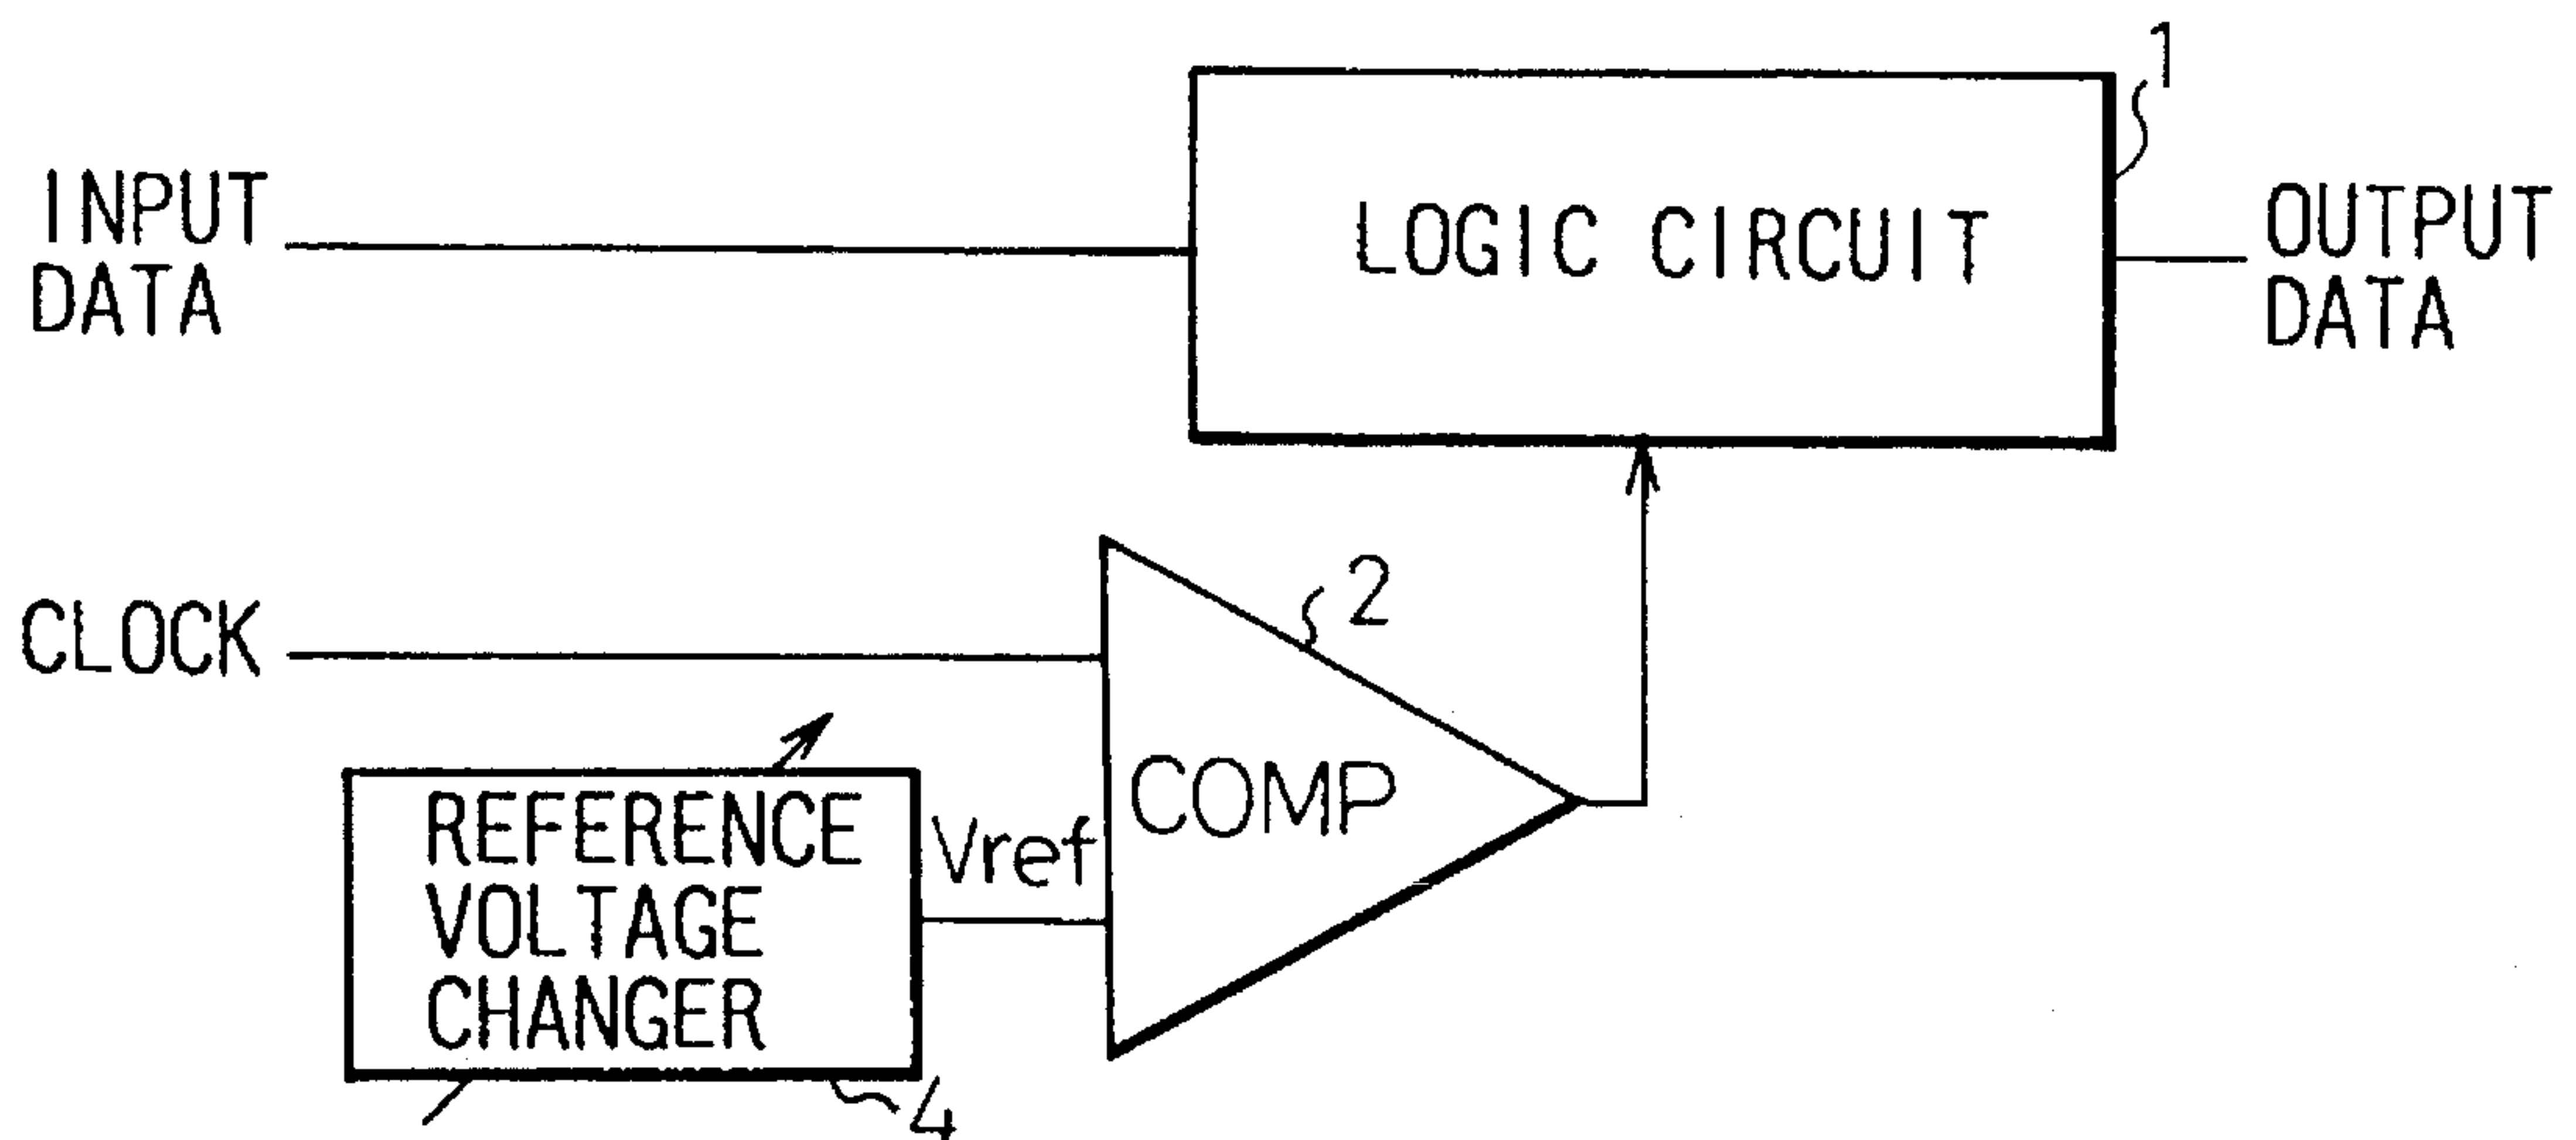 1
INPUT
DATA
LOGIC CIRCUIT
OUTPUT
DATA
2
CLOCK
COMP
REFERENCE
VOLTAGE
CHANGER
Vref
4